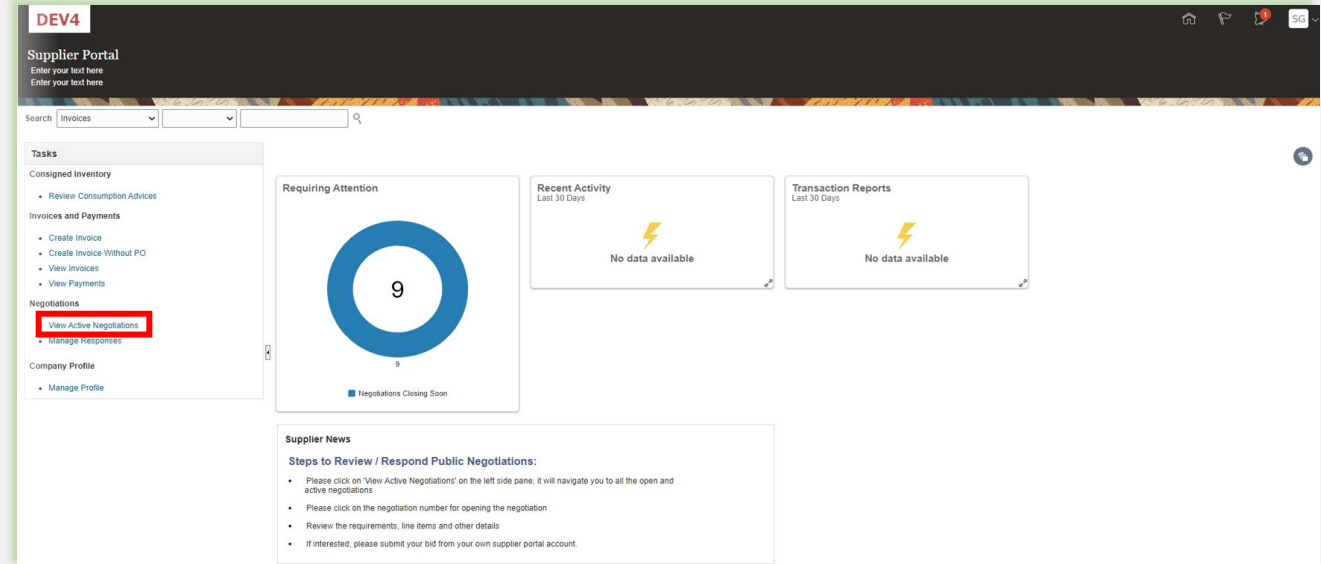 DEV4
1
SG
Supplier Portal
Enter your text here
Enter your text here
Search Invoices
Tasks
Consigned Inventory
• Review Consumption Advices
Invoices and Payments
• Create Invoice
• Create Invoice Without PO
• View Invoices
• View Payments
Negotiations
View Active Negotiations
• Manage Responses
Company Profile
• Manage Profile
Requiring Attention
9
9
Negotiations Closing Soon
Recent Activity
Last 30 Days
No data available
Transaction Reports
Last 30 Days
No data available
Supplier News
Steps to Review / Respond Public Negotiations:
• Please click on 'View Active Negotiations' on the left side pane, it will navigate you to all the open and
active negotiations
• Please click on the negotiation number for opening the negotiation
• Review the requirements, line items and other details
• If interested, please submit your bid from your own supplier portal account.